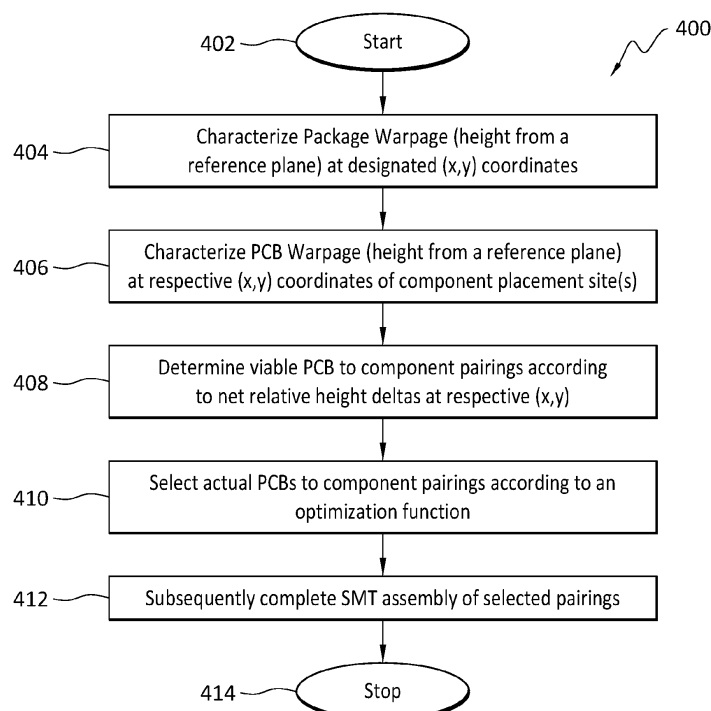 400
402
Start
404
Characterize Package Warpage (height from a
reference plane) at designated (x,y) coordinates
406
Characterize PCB Warpage (height from a reference plane)
at respective (x,y) coordinates of component placement site(s)
408
Determine viable PCB to component pairings according
to net relative height deltas at respective (x,y)
410
Select actual PCBs to component pairings according to an
optimization function
412
Subsequently complete SMT assembly of selected pairings
414
Stop